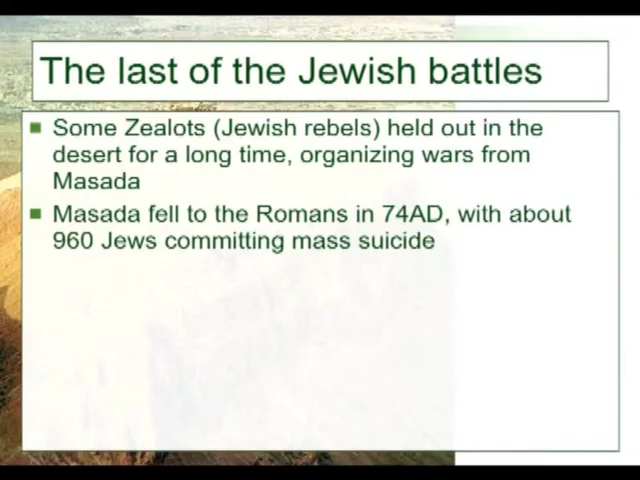 The last of the Jewish battles
Some Zealots (Jewish rebels) held out in the
desert for a long time, organizing wars from
Masada
Masada fell to the Romans in 74AD, with about
960 Jews committing mass suicide